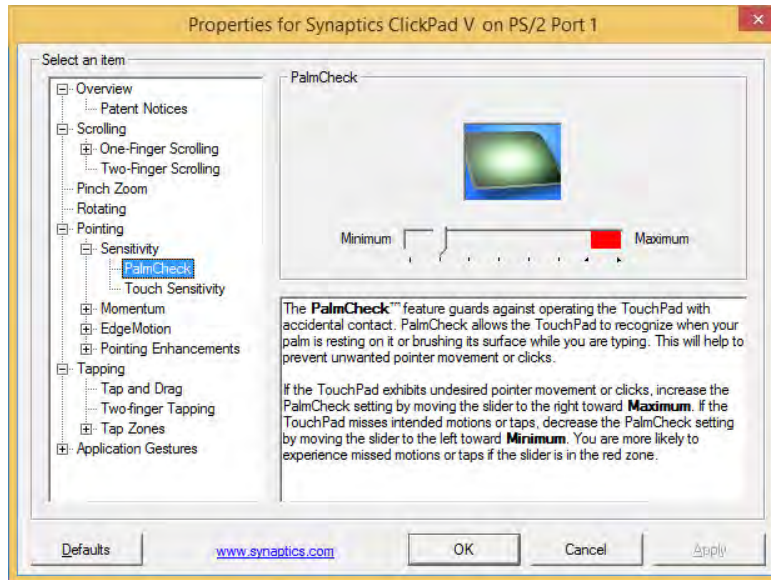 Properties for Synaptics ClickPad V on PS/2 Port 1
Select an item
Overview
Patent Notices
Scrolling
One-Finger Scrolling
Two-Finger Scrolling
Pinch Zoom
Rotating
Pointing
Sensitivity
PalmCheck
Touch Sensitivity
Momentum
EdgeMotion
Pointing Enhancements
Tapping
Tap and Drag
Two-finger Tapping
Tap Zones
Application Gestures
PalmCheck
Minimum Maximum
The PalmCheck™ feature guards against operating the TouchPad with
accidental contact. PalmCheck allows the TouchPad to recognize when your
palm is resting on it or brushing its surface while you are typing. This will help to
prevent unwanted pointer movement or clicks.
If the TouchPad exhibits undesired pointer movement or clicks, increase the
PalmCheck setting by moving the slider to the right toward Maximum. If the
TouchPad misses intended motions or taps, decrease the PalmCheck setting
by moving the slider to the left toward Minimum. You are more likely to
experience missed motions or taps if the slider is in the red zone.
Defaults www.synaptics.com OK Cancel Apply